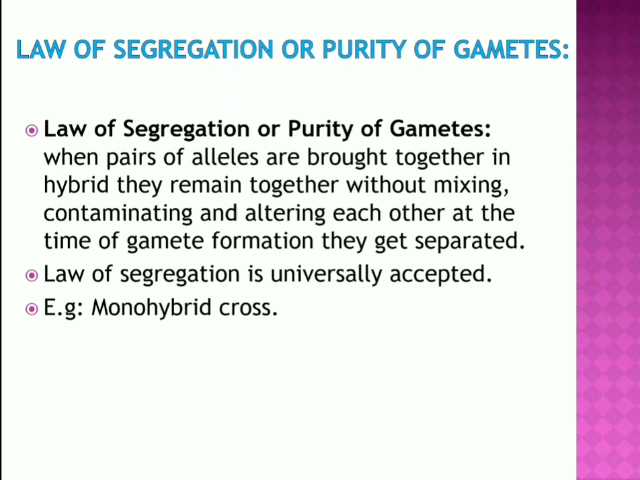 LAW OF SEGREGATION OR PURITY OF GAMETES:
Law of Segregation or Purity of Gametes:
when pairs of alleles are brought together in
hybrid they remain together without mixing,
contaminating and altering each other at the
time of gamete formation they get separated.
Law of segregation is universally accepted.
E.g: Monohybrid cross.